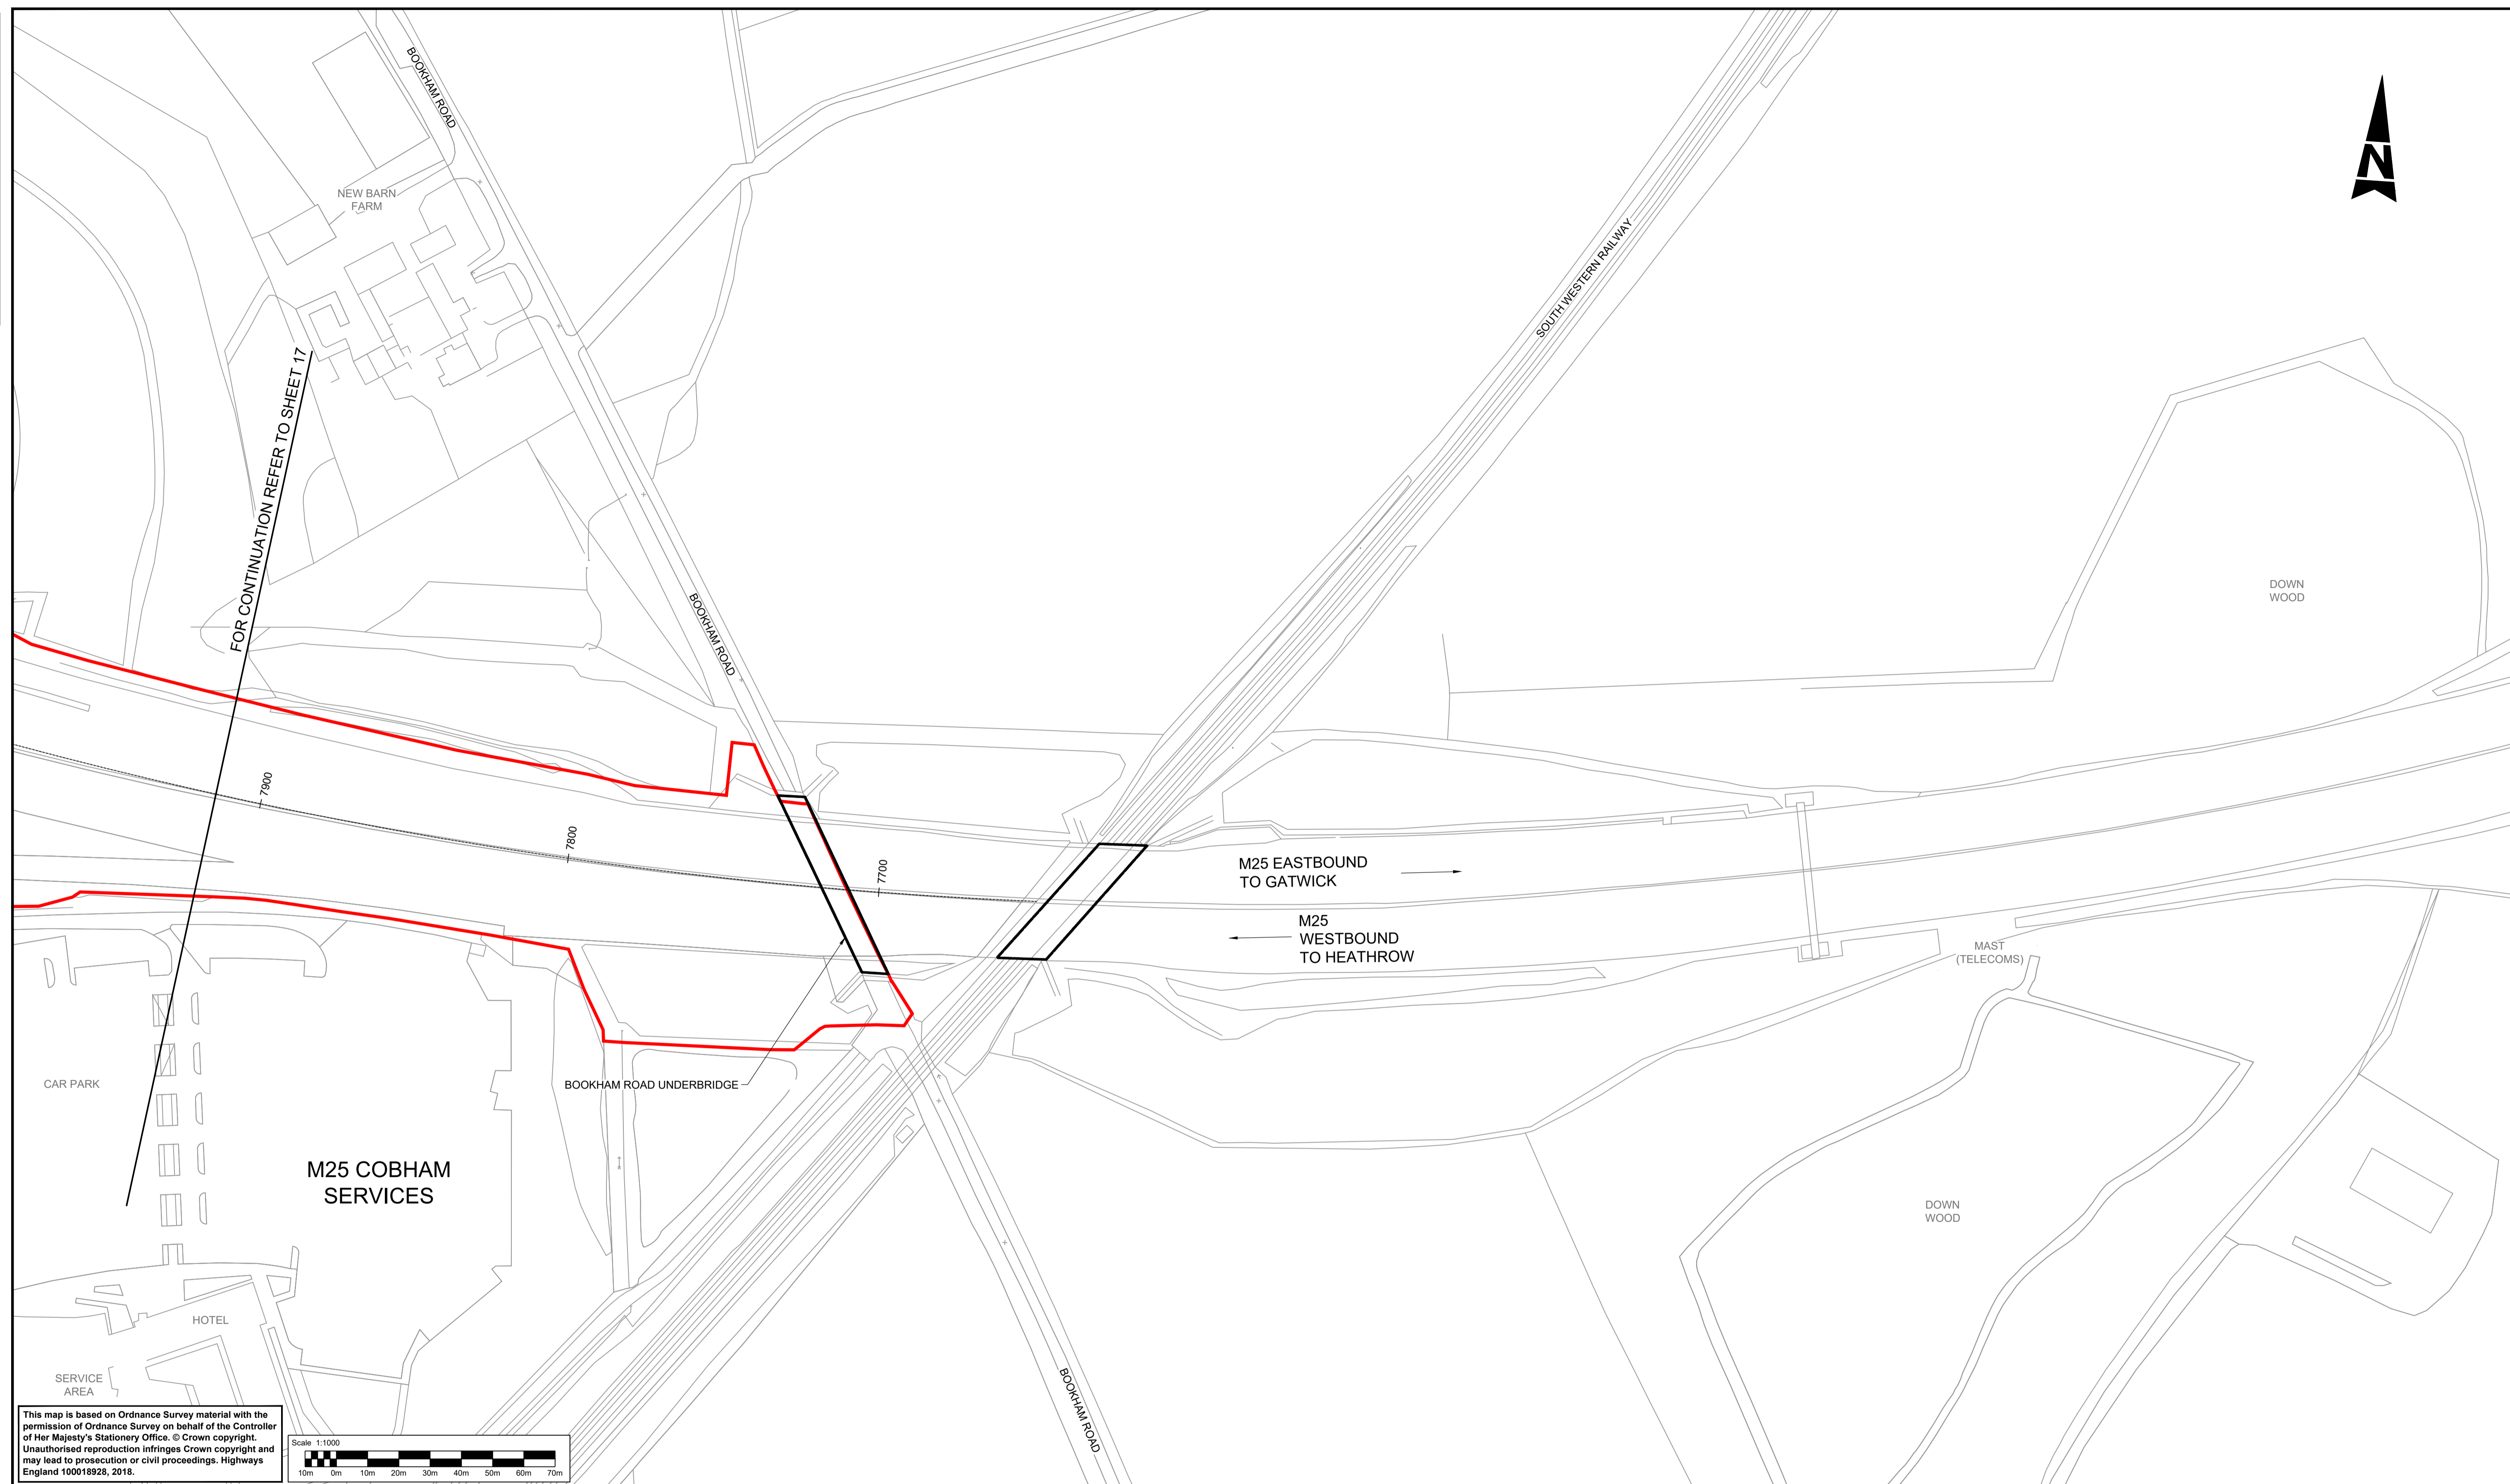 BOOKHAM ROAD
N
NEW BARN
FARM
SOUTH WESTERN RAILWAY
FOR CONTINUATION REFER TO SHEET 17
DOWN
WOOD
BOOKHAM ROAD
7900
7800
7700
M25 EASTBOUND
TO GATWICK
M25
WESTBOUND
TO HEATHROW
MAST
(TELECOMS)
CAR PARK
BOOKHAM ROAD UNDERBRIDGE
M25 COBHAM
SERVICES
DOWN
WOOD
HOTEL
SERVICE
AREA
BOOKHAM ROAD
This map is based on Ordnance Survey material with the
permission of Ordnance Survey on behalf of the Controller
of Her Majesty's Stationery Office. © Crown copyright.
Unauthorised reproduction infringes Crown copyright and
may lead to prosecution or civil proceedings. Highways
England 100018928, 2018.
Scale 1:1000
10m 0m 10m 20m 30m 40m 50m 60m 70m